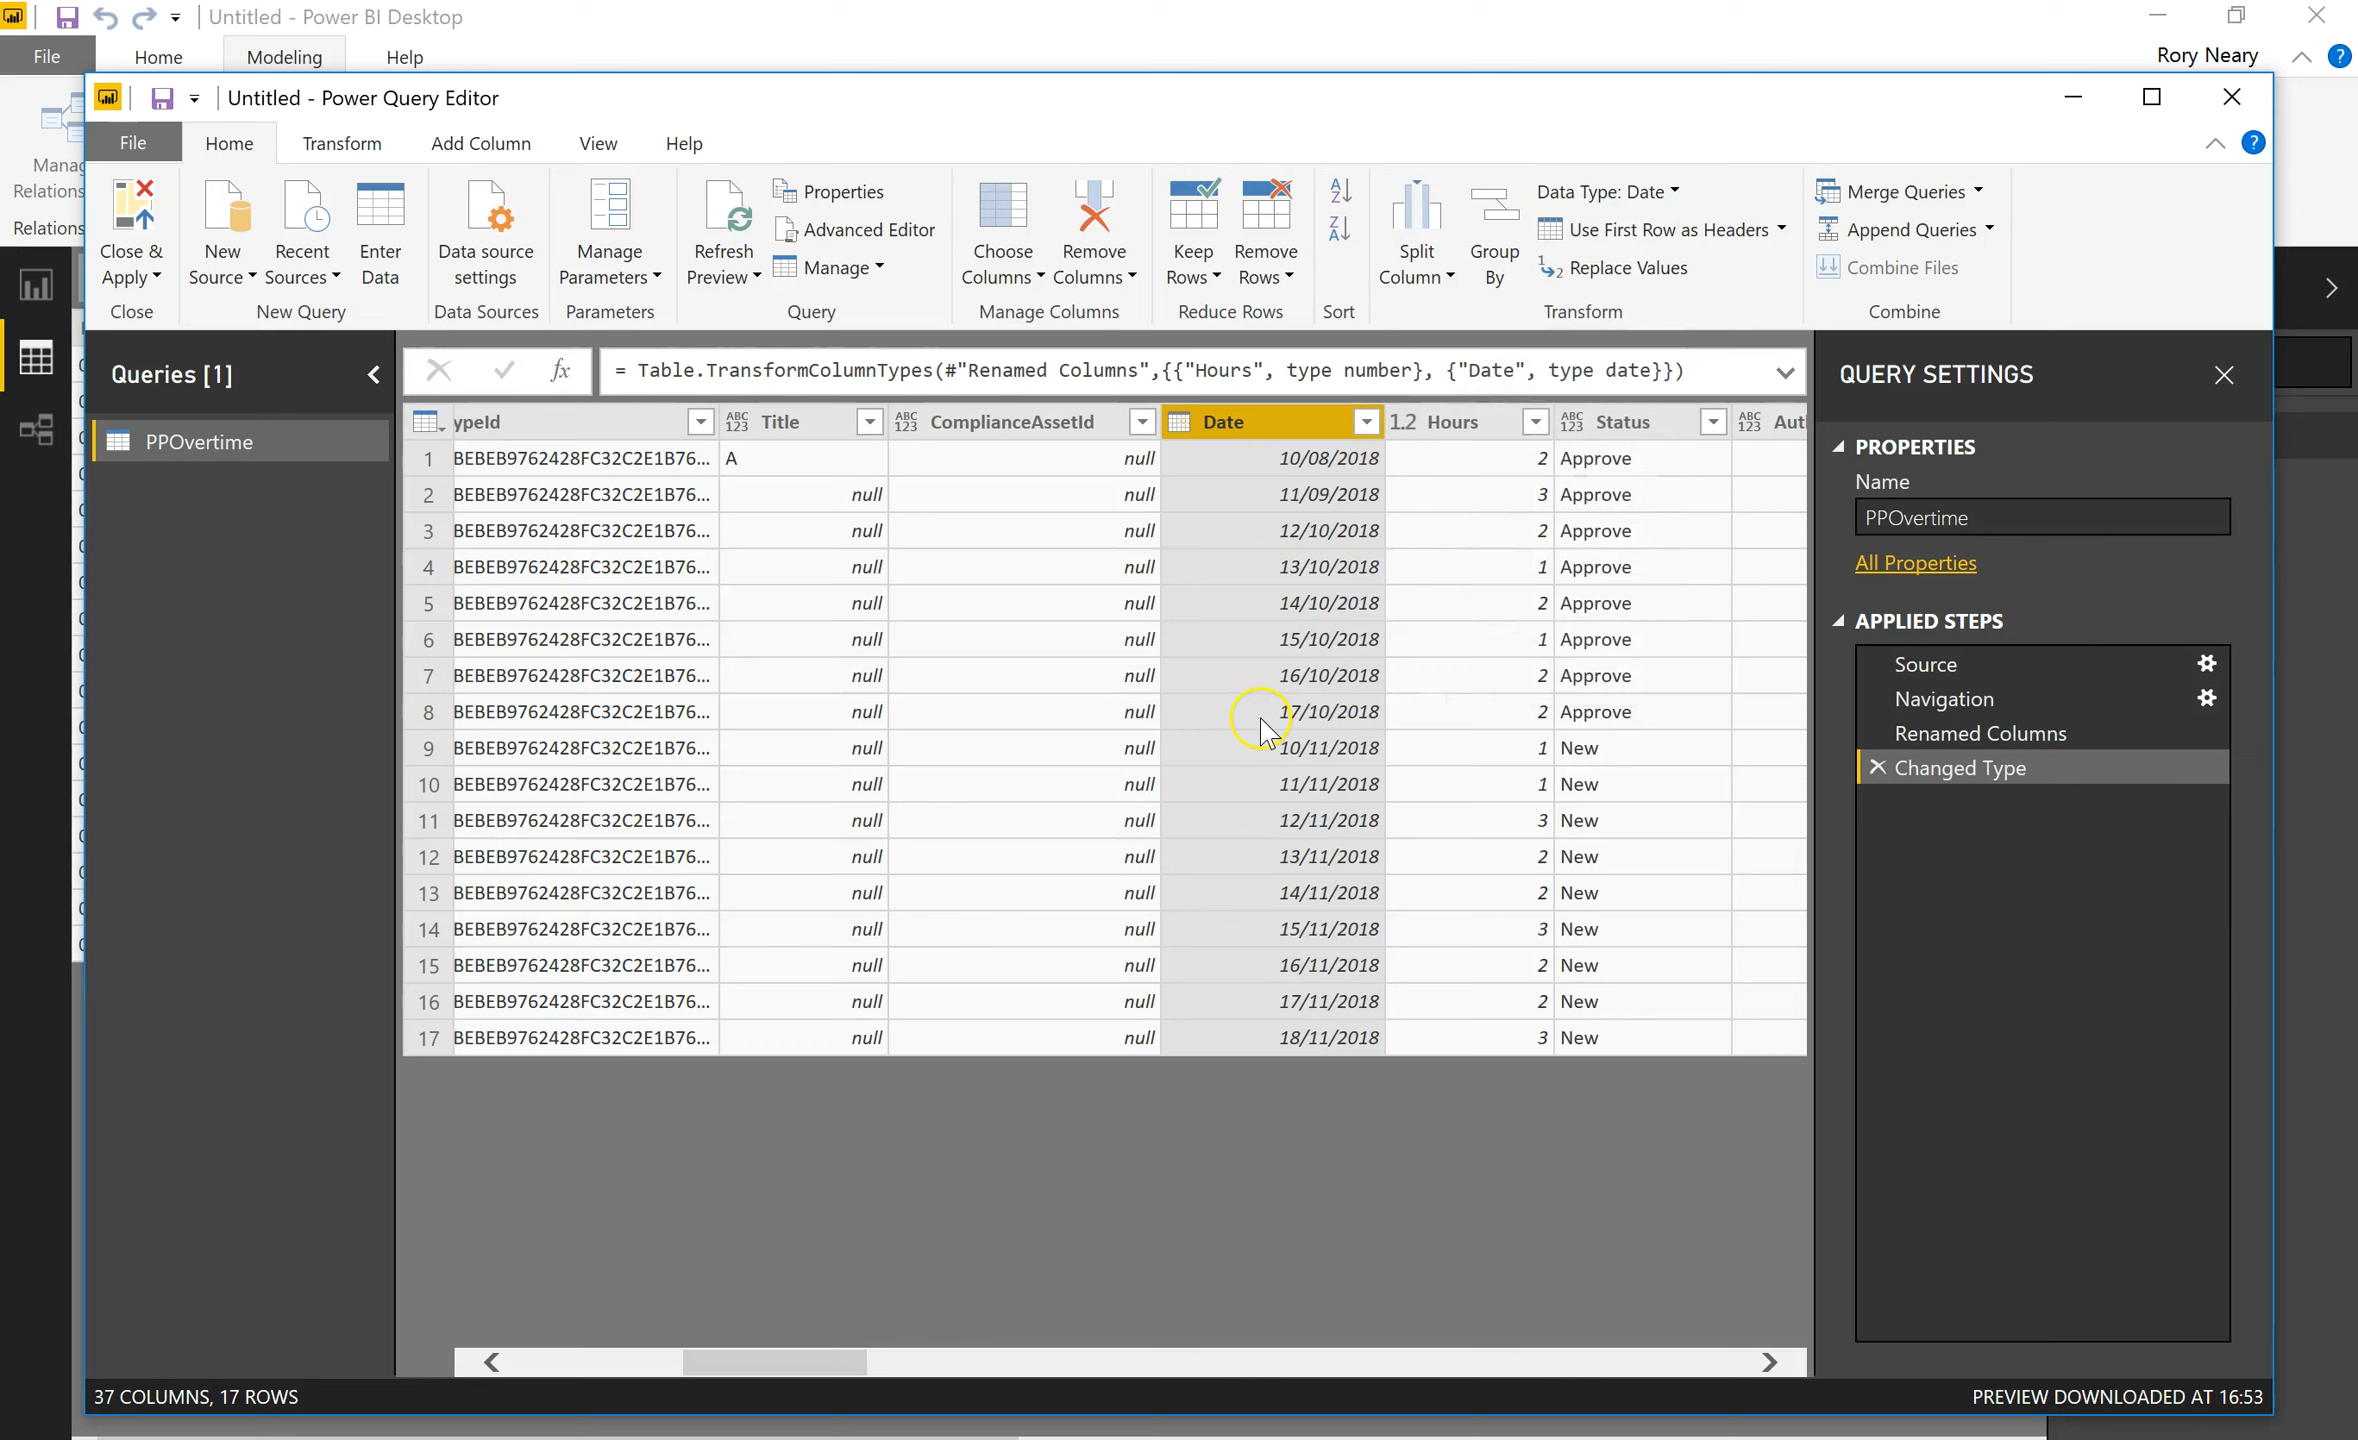 Untitled - Power BI Desktop
File Home Modeling Help Rory Neary ?
Untitled - Power Query Editor
File Home Transform Add Column View Help ?
Close & Apply
Close
New Source
Recent Sources
Enter Data
New Query
Data source settings
Data Sources
Manage Parameters
Parameters
Refresh Preview
Properties
Advanced Editor
Manage
Query
Choose Columns
Remove Columns
Manage Columns
Keep Rows
Remove Rows
Reduce Rows
Sort
Split Column
Group By
Data Type: Date
Use First Row as Headers
Replace Values
Transform
Merge Queries
Append Queries
Combine Files
Combine
Manag
Relations
Relations
Queries [1]
PPOvertime
fx = Table.TransformColumnTypes(#"Renamed Columns",{{"Hours", type number}, {"Date", type date}})
ypeId ABC 123 Title ABC 123 ComplianceAssetId Date 1.2 Hours ABC 123 Status ABC 123 Aut
1 BEBEB9762428FC32C2E1B76... A null 10/08/2018 2 Approve
2 BEBEB9762428FC32C2E1B76... null null 11/09/2018 3 Approve
3 BEBEB9762428FC32C2E1B76... null null 12/10/2018 2 Approve
4 BEBEB9762428FC32C2E1B76... null null 13/10/2018 1 Approve
5 BEBEB9762428FC32C2E1B76... null null 14/10/2018 2 Approve
6 BEBEB9762428FC32C2E1B76... null null 15/10/2018 1 Approve
7 BEBEB9762428FC32C2E1B76... null null 16/10/2018 2 Approve
8 BEBEB9762428FC32C2E1B76... null null 17/10/2018 2 Approve
9 BEBEB9762428FC32C2E1B76... null null 10/11/2018 1 New
10 BEBEB9762428FC32C2E1B76... null null 11/11/2018 1 New
11 BEBEB9762428FC32C2E1B76... null null 12/11/2018 3 New
12 BEBEB9762428FC32C2E1B76... null null 13/11/2018 2 New
13 BEBEB9762428FC32C2E1B76... null null 14/11/2018 2 New
14 BEBEB9762428FC32C2E1B76... null null 15/11/2018 3 New
15 BEBEB9762428FC32C2E1B76... null null 16/11/2018 2 New
16 BEBEB9762428FC32C2E1B76... null null 17/11/2018 2 New
17 BEBEB9762428FC32C2E1B76... null null 18/11/2018 3 New
QUERY SETTINGS
PROPERTIES
Name
PPOvertime
All Properties
APPLIED STEPS
Source
Navigation
Renamed Columns
Changed Type
37 COLUMNS, 17 ROWS
PREVIEW DOWNLOADED AT 16:53